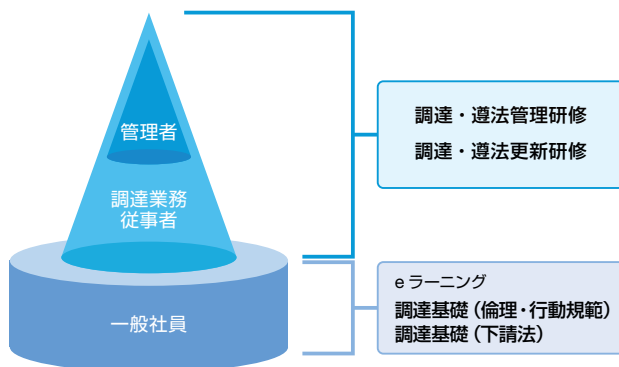 管理者
調達業務
従事者
一般社員
調達・遵法管理研修
調達・遵法更新研修
eラーニング
調達基礎(倫理・行動規範)
調達基礎(下請法)